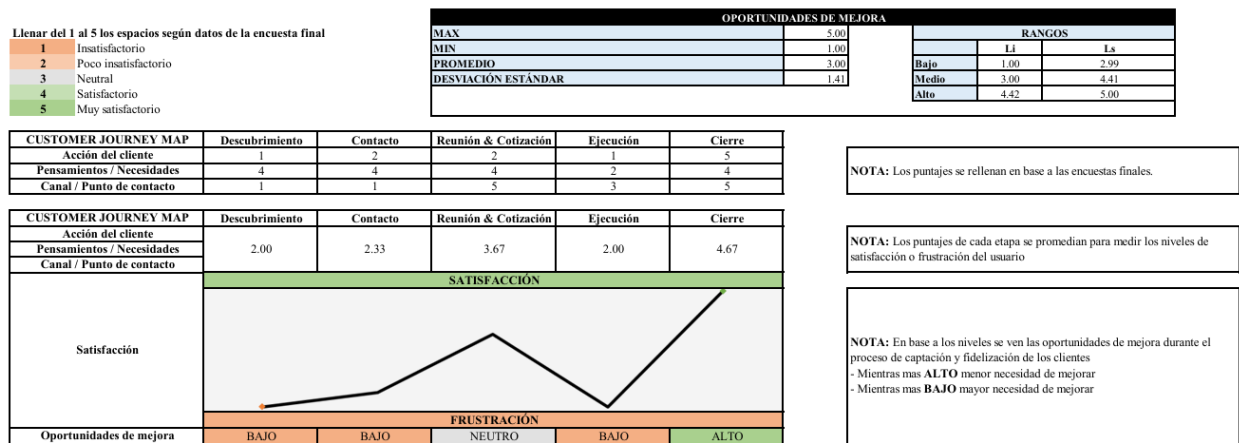 OPORTUNIDADES DE MEJORA
Llenar del 1 al 5 los espacios según datos de la encuesta final
1 Insatisfactorio
2 Poco insatisfactorio
3 Neutral
4 Satisfactorio
5 Muy satisfactorio
MAX 5.00
MIN 1.00
PROMEDIO 3.00
DESVIACIÓN ESTÁNDAR 1.41
RANGOS
Li Ls
Bajo 1.00 2.99
Medio 3.00 4.41
Alto 4.42 5.00
CUSTOMER JOURNEY MAP Descubrimiento Contacto Reunión & Cotización Ejecución Cierre
Acción del cliente 1 2 2 1 5
Pensamientos / Necesidades 4 4 4 2 4
Canal / Punto de contacto 1 1 5 3 5
NOTA: Los puntajes se rellenan en base a las encuestas finales.
CUSTOMER JOURNEY MAP Descubrimiento Contacto Reunión & Cotización Ejecución Cierre
Acción del cliente
Pensamientos / Necesidades 2.00 2.33 3.67 2.00 4.67
Canal / Punto de contacto
NOTA: Los puntajes de cada etapa se promedian para medir los niveles de
satisfacción o frustración del usuario
SATISFACCIÓN
Satisfacción
FRUSTRACIÓN
Oportunidades de mejora BAJO BAJO NEUTRO BAJO ALTO
NOTA: En base a los niveles se ven las oportunidades de mejora durante el
proceso de captación y fidelización de los clientes
- Mientras mas ALTO menor necesidad de mejorar
- Mientras mas BAJO mayor necesidad de mejorar